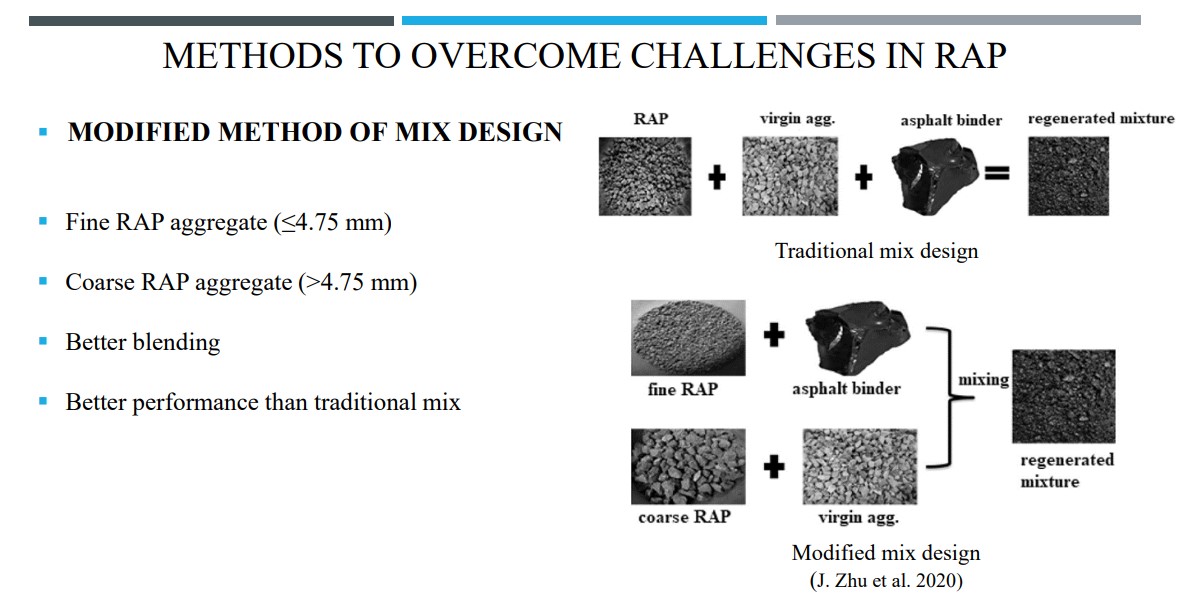 METHODS TO OVERCOME CHALLENGES IN RAP
MODIFIED METHOD OF MIX DESIGN
Fine RAP aggregate (≤4.75 mm)
Coarse RAP aggregate (>4.75 mm)
Better blending
Better performance than traditional mix
RAP virgin agg. asphalt binder regenerated mixture
Traditional mix design
fine RAP asphalt binder
mixing
coarse RAP virgin agg.
regenerated
mixture
Modified mix design
(J. Zhu et al. 2020)